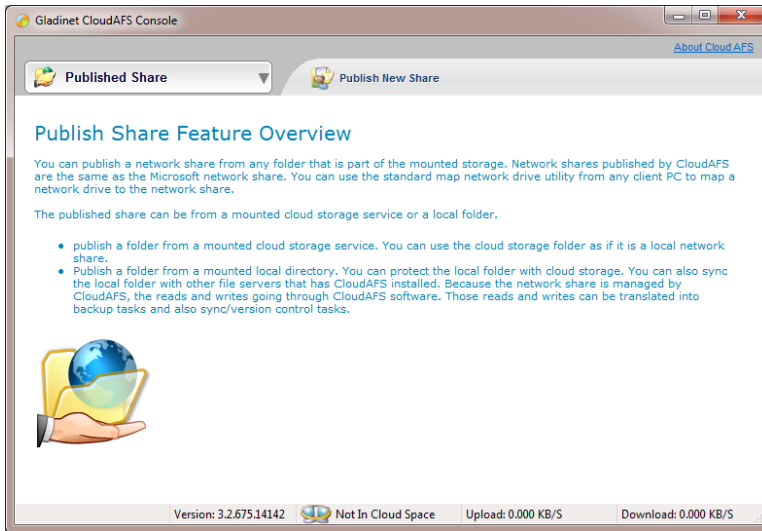 Gladinet CloudAFS Console
About Cloud AFS
Published Share
Publish New Share
Publish Share Feature Overview
You can publish a network share from any folder that is part of the mounted storage. Network shares published by CloudAFS
are the same as the Microsoft network share. You can use the standard map network drive utility from any client PC to map a
network drive to the network share.
The published share can be from a mounted cloud storage service or a local folder.
publish a folder from a mounted cloud storage service. You can use the cloud storage folder as if it is a local network
share.
Publish a folder from a mounted local directory. You can protect the local folder with cloud storage. You can also sync
the local folder with other file servers that has CloudAFS installed. Because the network share is managed by
CloudAFS, the reads and writes going through CloudAFS software. Those reads and writes can be translated into
backup tasks and also sync/version control tasks.
Version: 3.2.675.14142
Not In Cloud Space
Upload: 0.000 KB/S
Download: 0.000 KB/S